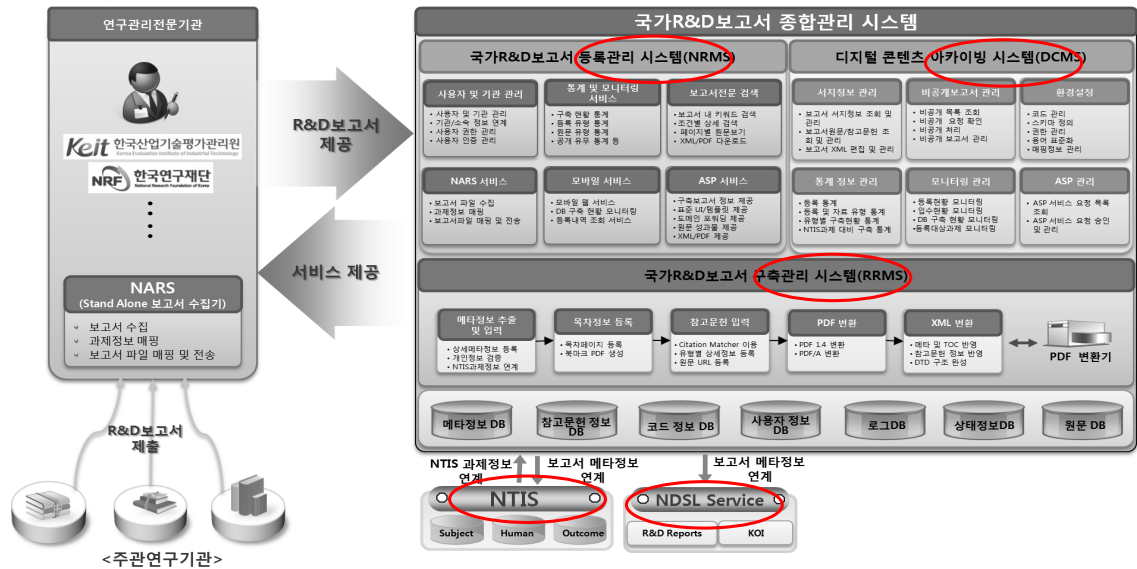 연구관리전문기관
Keit 한국산업기술평가관리원
Korea Evaluation Institute of Industrial Technology
NRF 한국연구재단
National Research Foundation of Korea
NARS
(Stand Alone 보고서 수집기)
보고서 수집
과제정보 매핑
보고서 파일 매핑 및 전송
R&D보고서
제출
<주관연구기관>
R&D보고서
제공
서비스 제공
국가R&D보고서 종합관리 시스템
국가R&D보고서 등록관리 시스템(NRMS)
사용자 및 기관 관리
• 사용자 및 기관 관리
• 기관/소속 정보 연계
• 사용자 권한 관리
• 사용자 인증 관리
통계 및 모니터링
서비스
• 구축 현황 통계
• 등록 유형 통계
• 원문 유형 통계
• 공개 유무 통계 등
보고서전문 검색
• 보고서 내 키워드 검색
• 조건별 상세 검색
• 페이지별 원문보기
• XML/PDF 다운로드
NARS 서비스
• 보고서 파일 수집
• 과제정보 매핑
• 보고서파일 매핑 및 전송
모바일 서비스
• 모바일 웹 서비스
• DB 구축 현황 모니터링
• 등록내역 조회 서비스
ASP 서비스
• 구축보고서 정보 제공
• 표준 UI/템플릿 제공
• 도메인 포워딩 제공
• 원문 성과물 제공
• XML/PDF 제공
디지털 콘텐츠 아카이빙 시스템(DCMS)
서지정보 관리
• 보고서 서지정보 조회 및
관리
• 보고서원문/참고문헌 조
회 및 관리
• 보고서 XML 편집 및 관리
비공개보고서 관리
• 비공개 목록 조회
• 비공개 요청 확인
• 비공개 처리
• 비공개 보고서 관리
환경설정
• 코드 관리
• 스키마 정의
• 권한 관리
• 용어 표준화
• 매핑정보 관리
통계 정보 관리
• 등록 통계
• 등록 및 자료 유형 통계
• 유형별 구축현황 통계
• NTIS과제 대비 구축 통계
모니터링 관리
• 등록현황 모니터링
• 입수현황 모니터링
• DB 구축 현황 모니터링
•등록대상과제 모니터링
ASP 관리
• ASP 서비스 요청 목록
조회
• ASP 서비스 요청 승인
및 관리
국가R&D보고서 구축관리 시스템(RRMS)
메타정보 추출
및 입력
• 상세메타정보 등록
• 개인정보 검증
• NTIS과제정보 연계
목차정보 등록
• 목차페이지 등록
• 북마크 PDF 생성
참고문헌 입력
• Citation Matcher 이용
• 유형별 상세정보 등록
• 원문 URL 등록
PDF 변환
• PDF 1.4 변환
• PDF/A 변환
XML 변환
• 메타 및 TOC 반영
• 참고문헌 정보 반영
• DTD 구조 완성
PDF 변환기
메타정보 DB
참고문헌 정보
DB
코드 정보 DB
사용자 정보
DB
로그DB
상태정보DB
원문 DB
NTIS 과제정보
연계
보고서 메타정보
연계
보고서 메타정보
연계
NTIS
Subject
Human
Outcome
NDSL Service
R&D Reports
KOI